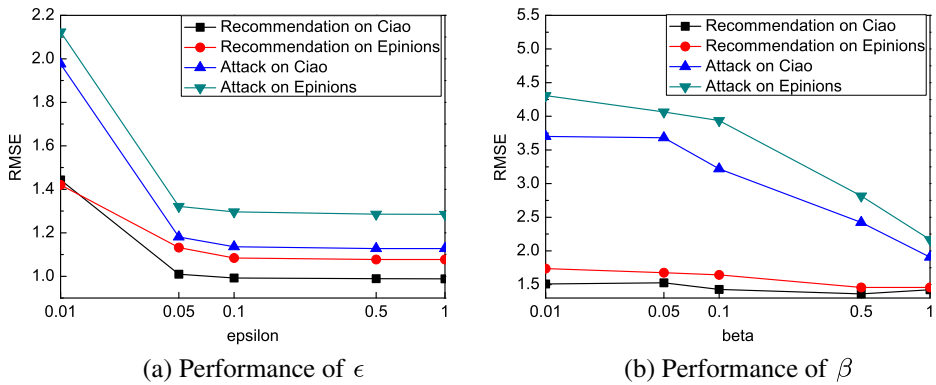 Recommendation on Ciao
Recommendation on Epinions
Attack on Ciao
Attack on Epinions
2.2
2.0
1.8
1.6
1.4
1.2
1.0
RMSE
0.01
0.05
0.1
0.5
1
epsilon
(a) Performance of ϵ
Recommendation on Ciao
Recommendation on Epinions
Attack on Ciao
Attack on Epinions
5.5
5.0
4.5
4.0
3.5
3.0
2.5
2.0
1.5
RMSE
0.01
0.05
0.1
0.5
1
beta
(b) Performance of β